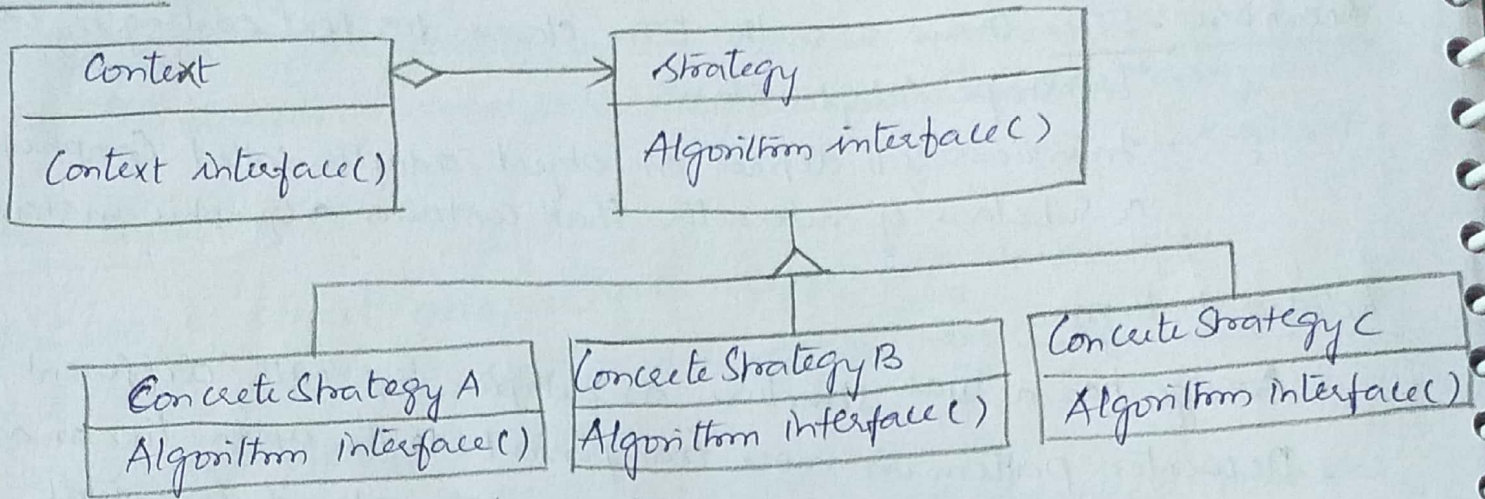 Context
Context interface()
Strategy
Algorithm interface()
Concrete Strategy A
Algorithm interface()
Concrete Strategy B
Algorithm interface()
Concrete Strategy C
Algorithm interface()